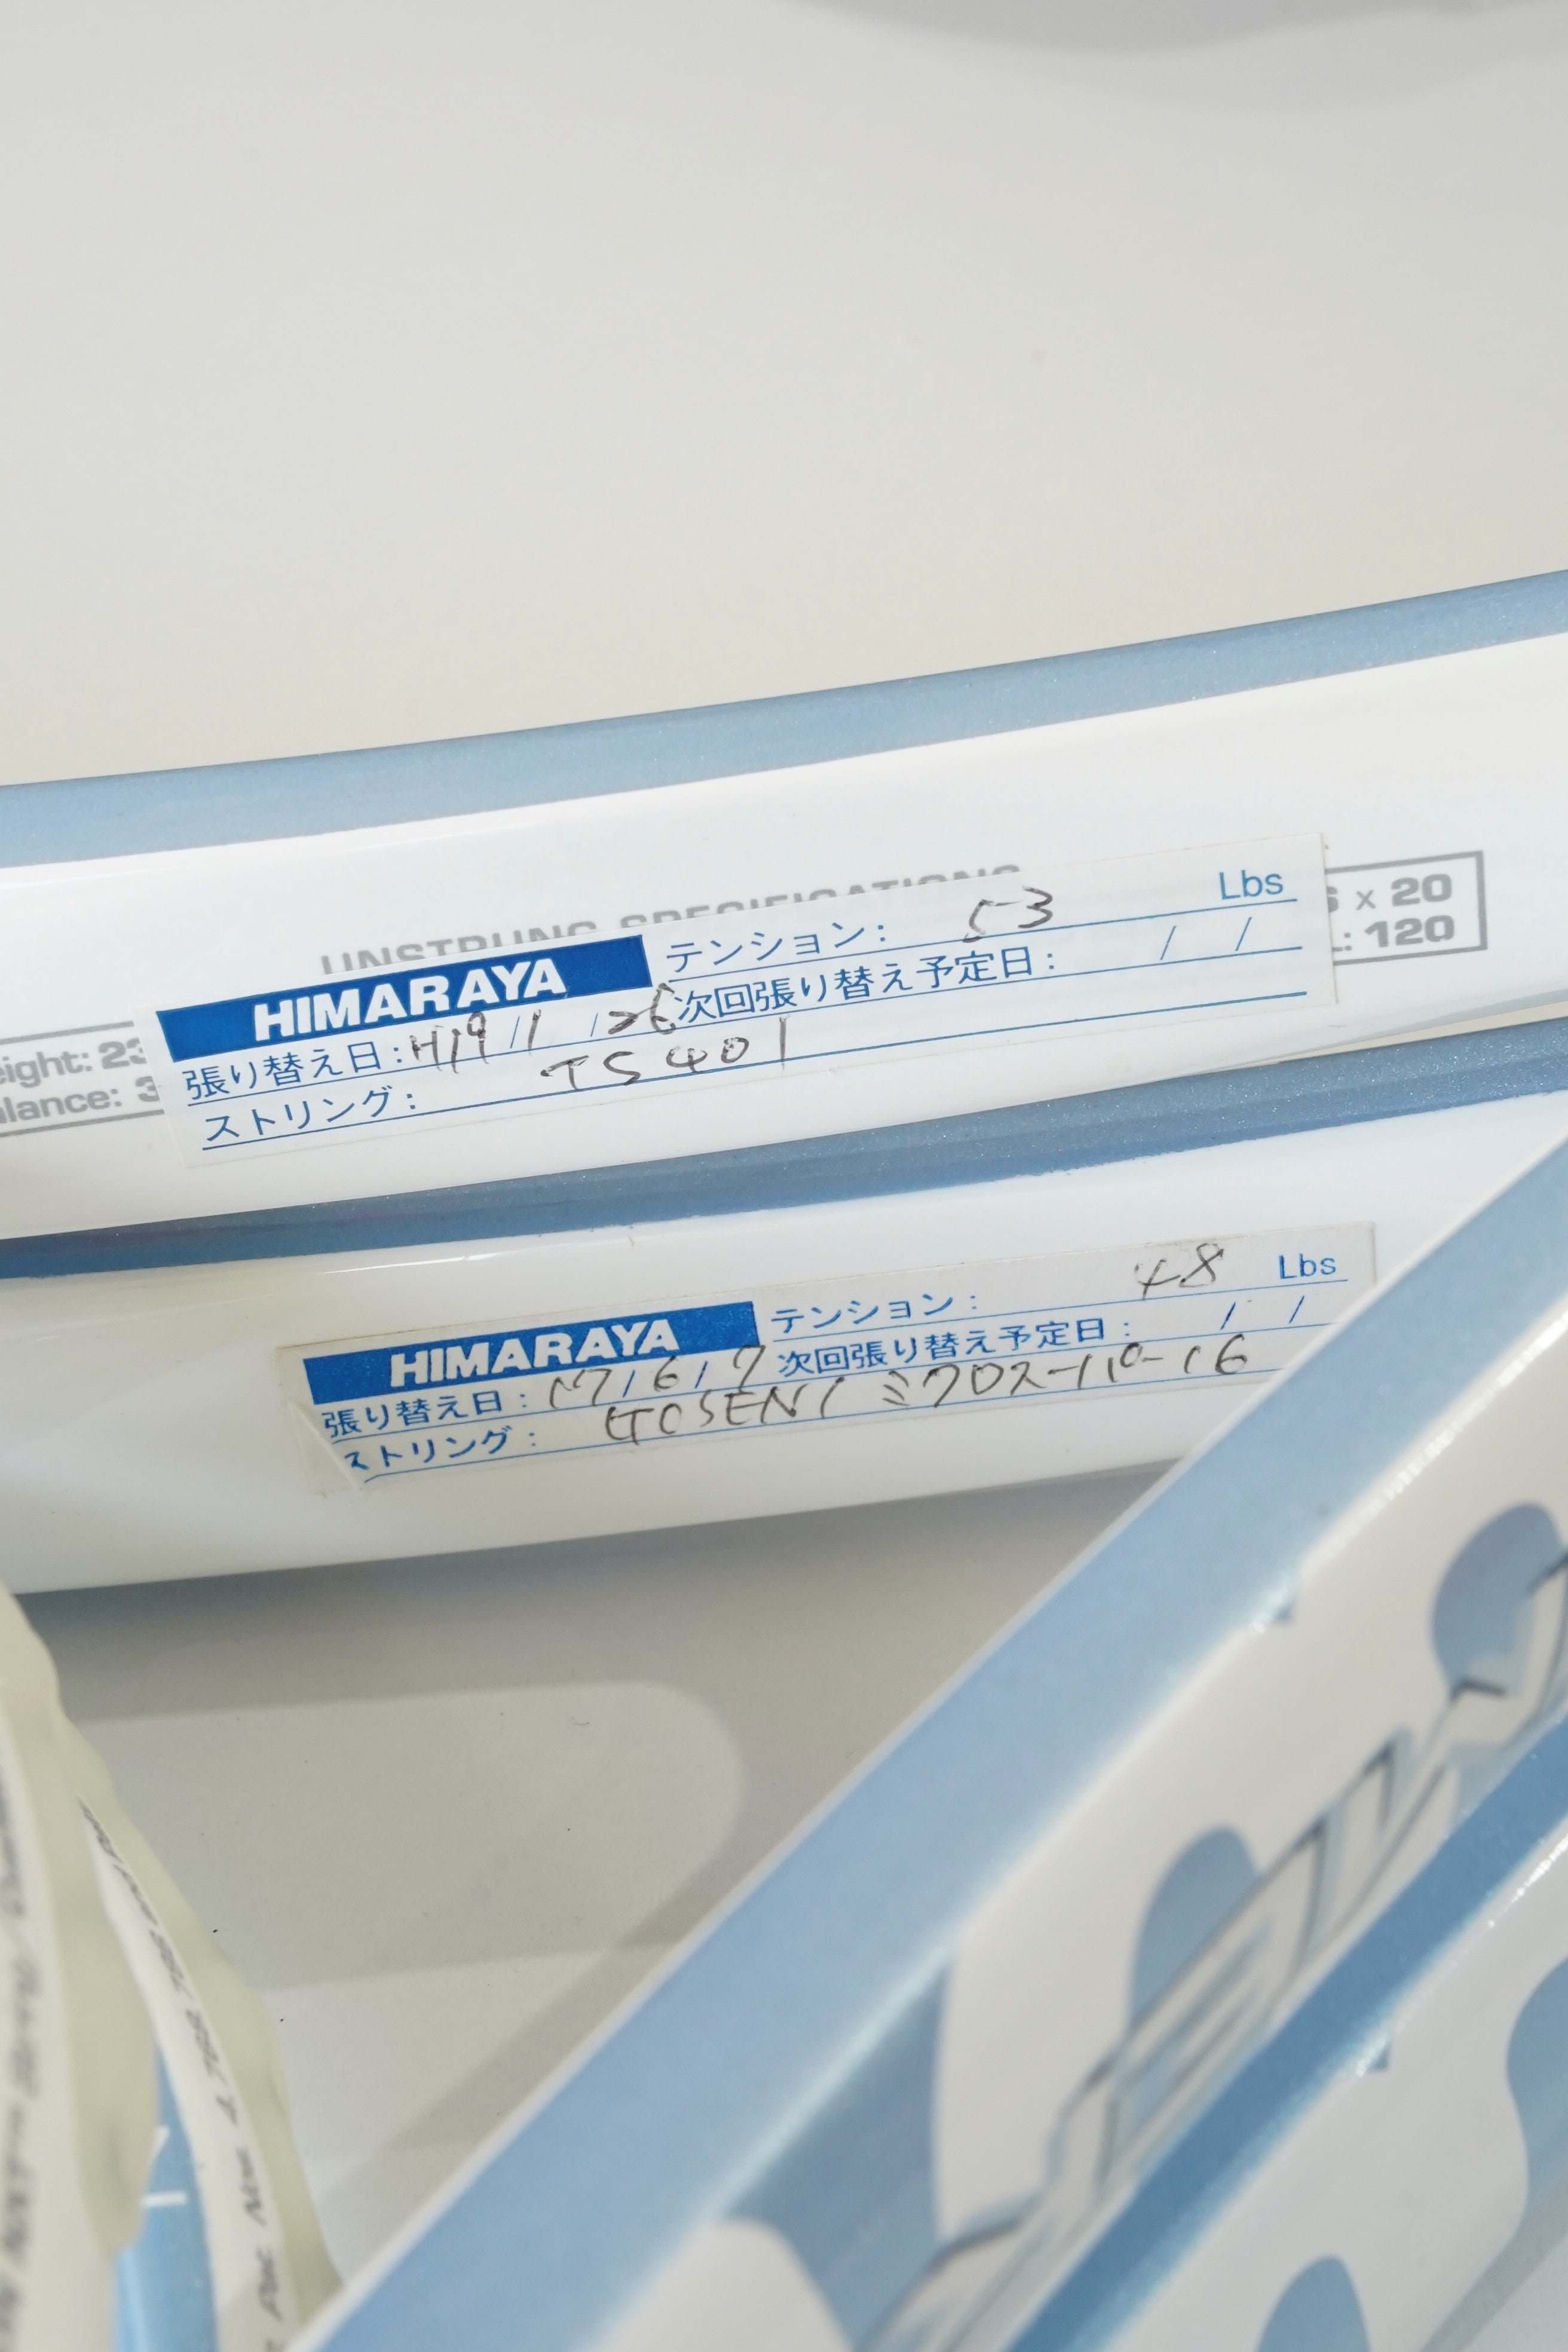 UNSTRUNG SPECIFICATIONS
HIMARAYA
テンション: 53 Lbs
次回張り替え予定日: / /
張り替え日: H19/1/26
ストリング: TS401
x 20
: 120
eight: 23
lance: 3
HIMARAYA
テンション: 48 Lbs
次回張り替え予定日: / /
張り替え日: 17/6/7
ストリング: GOSEN ミクロスーパー16